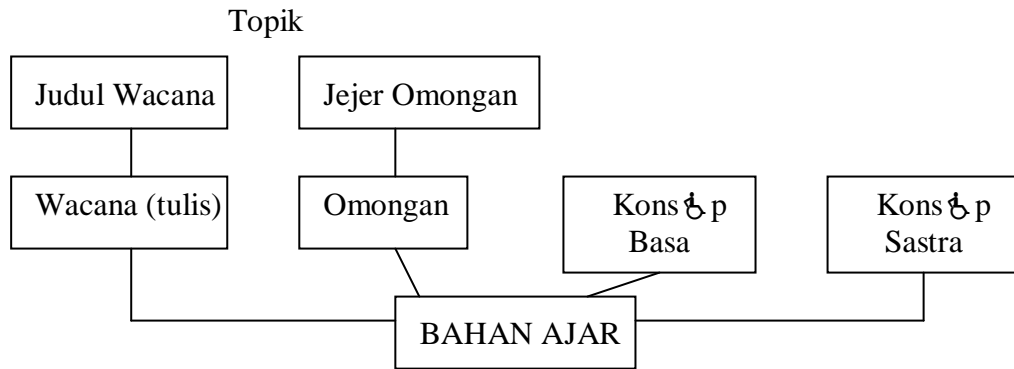 Topik
Judul Wacana
Jejer Omongan
Wacana (tulis)
Omongan
Kons♿p
Basa
Kons♿p
Sastra
BAHAN AJAR